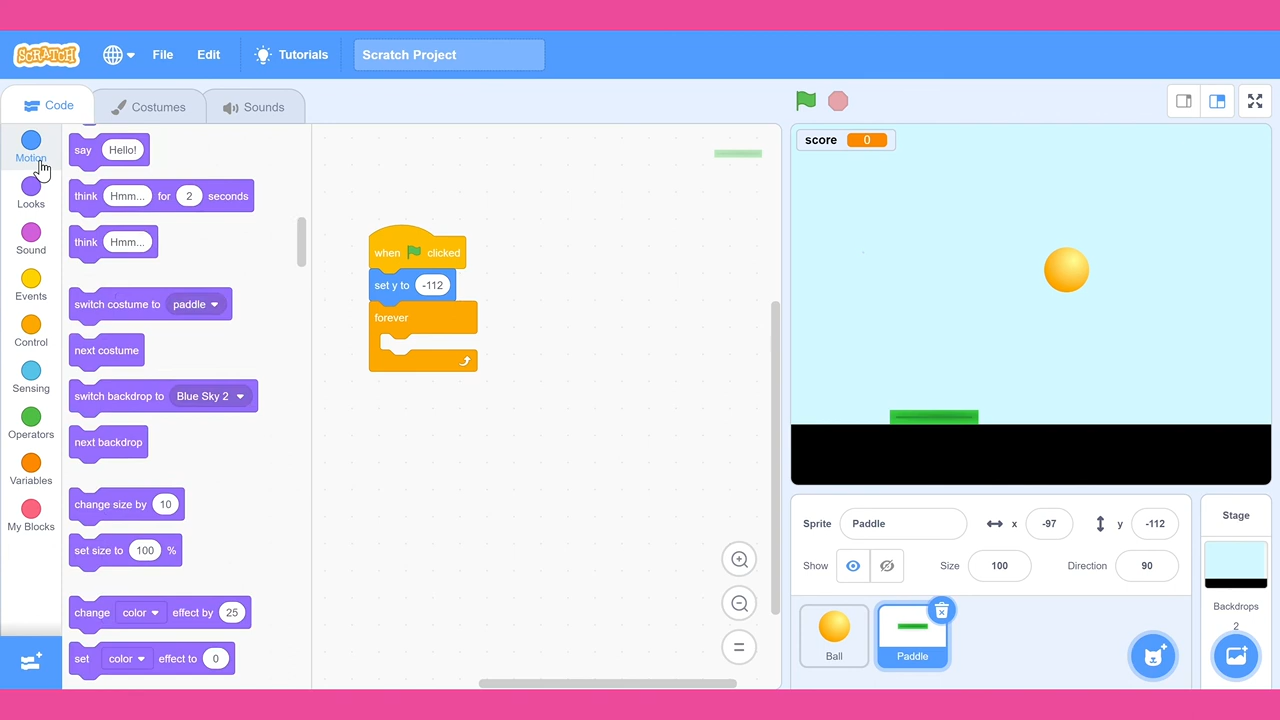 SCRATCH
File
Edit
Tutorials
Scratch Project
Code
Costumes
Sounds
Motion
Looks
Sound
Events
Control
Sensing
Operators
Variables
My Blocks
say Hello!
think Hmm... for 2 seconds
think Hmm...
switch costume to paddle
next costume
switch backdrop to Blue Sky 2
next backdrop
change size by 10
set size to 100 %
change color effect by 25
set color effect to 0
when clicked
set y to -112
forever
score 0
Sprite Paddle x -97 y -112
Show Size 100 Direction 90
Ball
Paddle
Stage
Backdrops
2